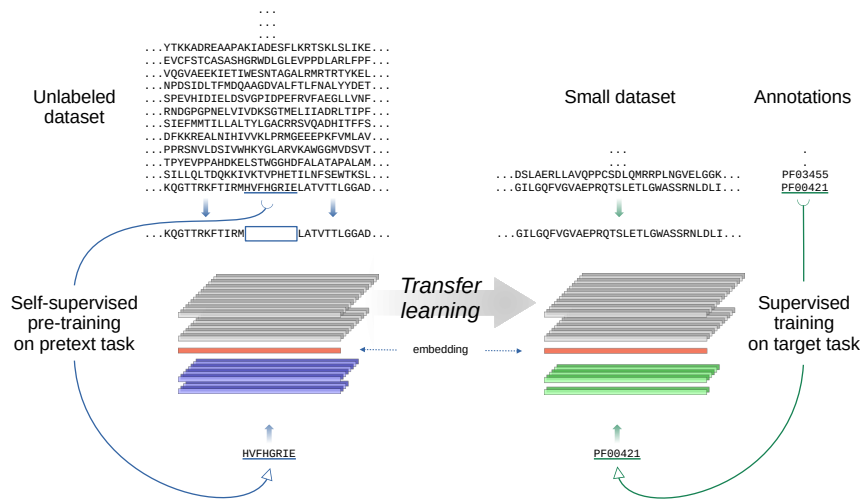 ...
...
...
...YTKKADREAAPAKIADESFLKRTSKLSLIKE...
...EVCFSTCASASHGRWDLGLEVPPDLARLFPF...
...VQGVAEEKIETIWESNTAGALRMRTRTYKEL...
...NPDSIDLTFMDQAAGDVALFTLFNALYYDET...
...SPEVHIDIELDSVGPIDPEFRVFAEGLLVNF...
...RNDGPGPNELVIVDKSGTMELIIADRLTIPF...
...SIEFMMTILLALTYLGACRRSVQADHITFFS...
...DFKKREALNIHIVVKLPRMGEEEPKFVMLAV...
...PPRSNVLDSIVWHKYGLARVKAWGGMVDSVT...
...TPYEVPPAHDKELSTWGGHDFALATAPALAM...
...SILLQLTDQKKIVKTVPHETILNFSEWTKSL...
...KQGTTRKFTIRMHVFHGRIELATVTTLGGAD...
Unlabeled
dataset
Small dataset
Annotations
...
...
...DSLAERLLAVQPPCSDLQMRRPLNGVELGGK...
...GILGQFVGVAEPRQTSLETLGWASSRNLDLI...
.
.
PF03455
PF00421
...KQGTTRKFTIRM LATVTTLGGAD...
...GILGQFVGVAEPRQTSLETLGWASSRNLDLI...
Self-supervised
pre-training
on pretext task
Transfer
learning
embedding
Supervised
training
on target task
HVFHGRIE
PF00421